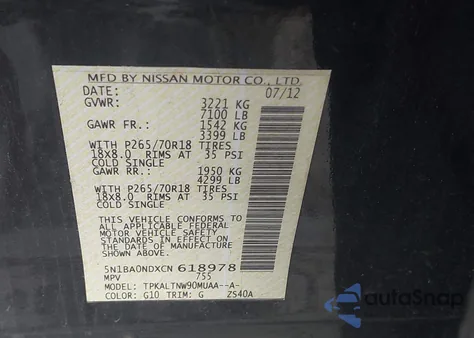 MFD BY NISSAN MOTOR CO., LTD.
DATE: 07/12
GVWR: 3221 KG
7100 LB
GAWR FR.: 1542 KG
3399 LB
WITH P265/70R18 TIRES
18X8.0 RIMS AT 35 PSI
COLD SINGLE
GAWR RR.: 1950 KG
4299 LB
WITH P265/70R18 TIRES
18X8.0 RIMS AT 35 PSI
COLD SINGLE
THIS VEHICLE CONFORMS TO
ALL APPLICABLE FEDERAL
MOTOR VEHICLE SAFETY
STANDARDS IN EFFECT ON
THE DATE OF MANUFACTURE
SHOWN ABOVE.
5N1BA0NDXCN 618978
MPV 755
MODEL: TPKALTNW90MUAA--A-
COLOR: G10 TRIM: G ZS40A
autoSnap